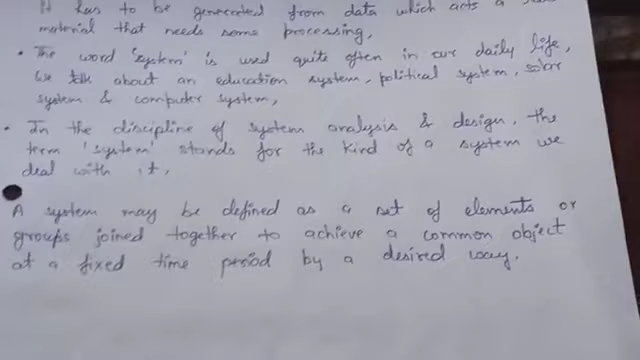 it has to be generated from data which acts a raw
material that needs some processing,
• The word 'system' is used quite often in our daily life,
we talk about an education system, political system, solar
system & computer system,
• In the discipline of system analysis & design, the
term 'system' stands for the kind of a system we
deal with it,
A system may be defined as a set of elements or
groups joined together to achieve a common object
at a fixed time period by a desired way.